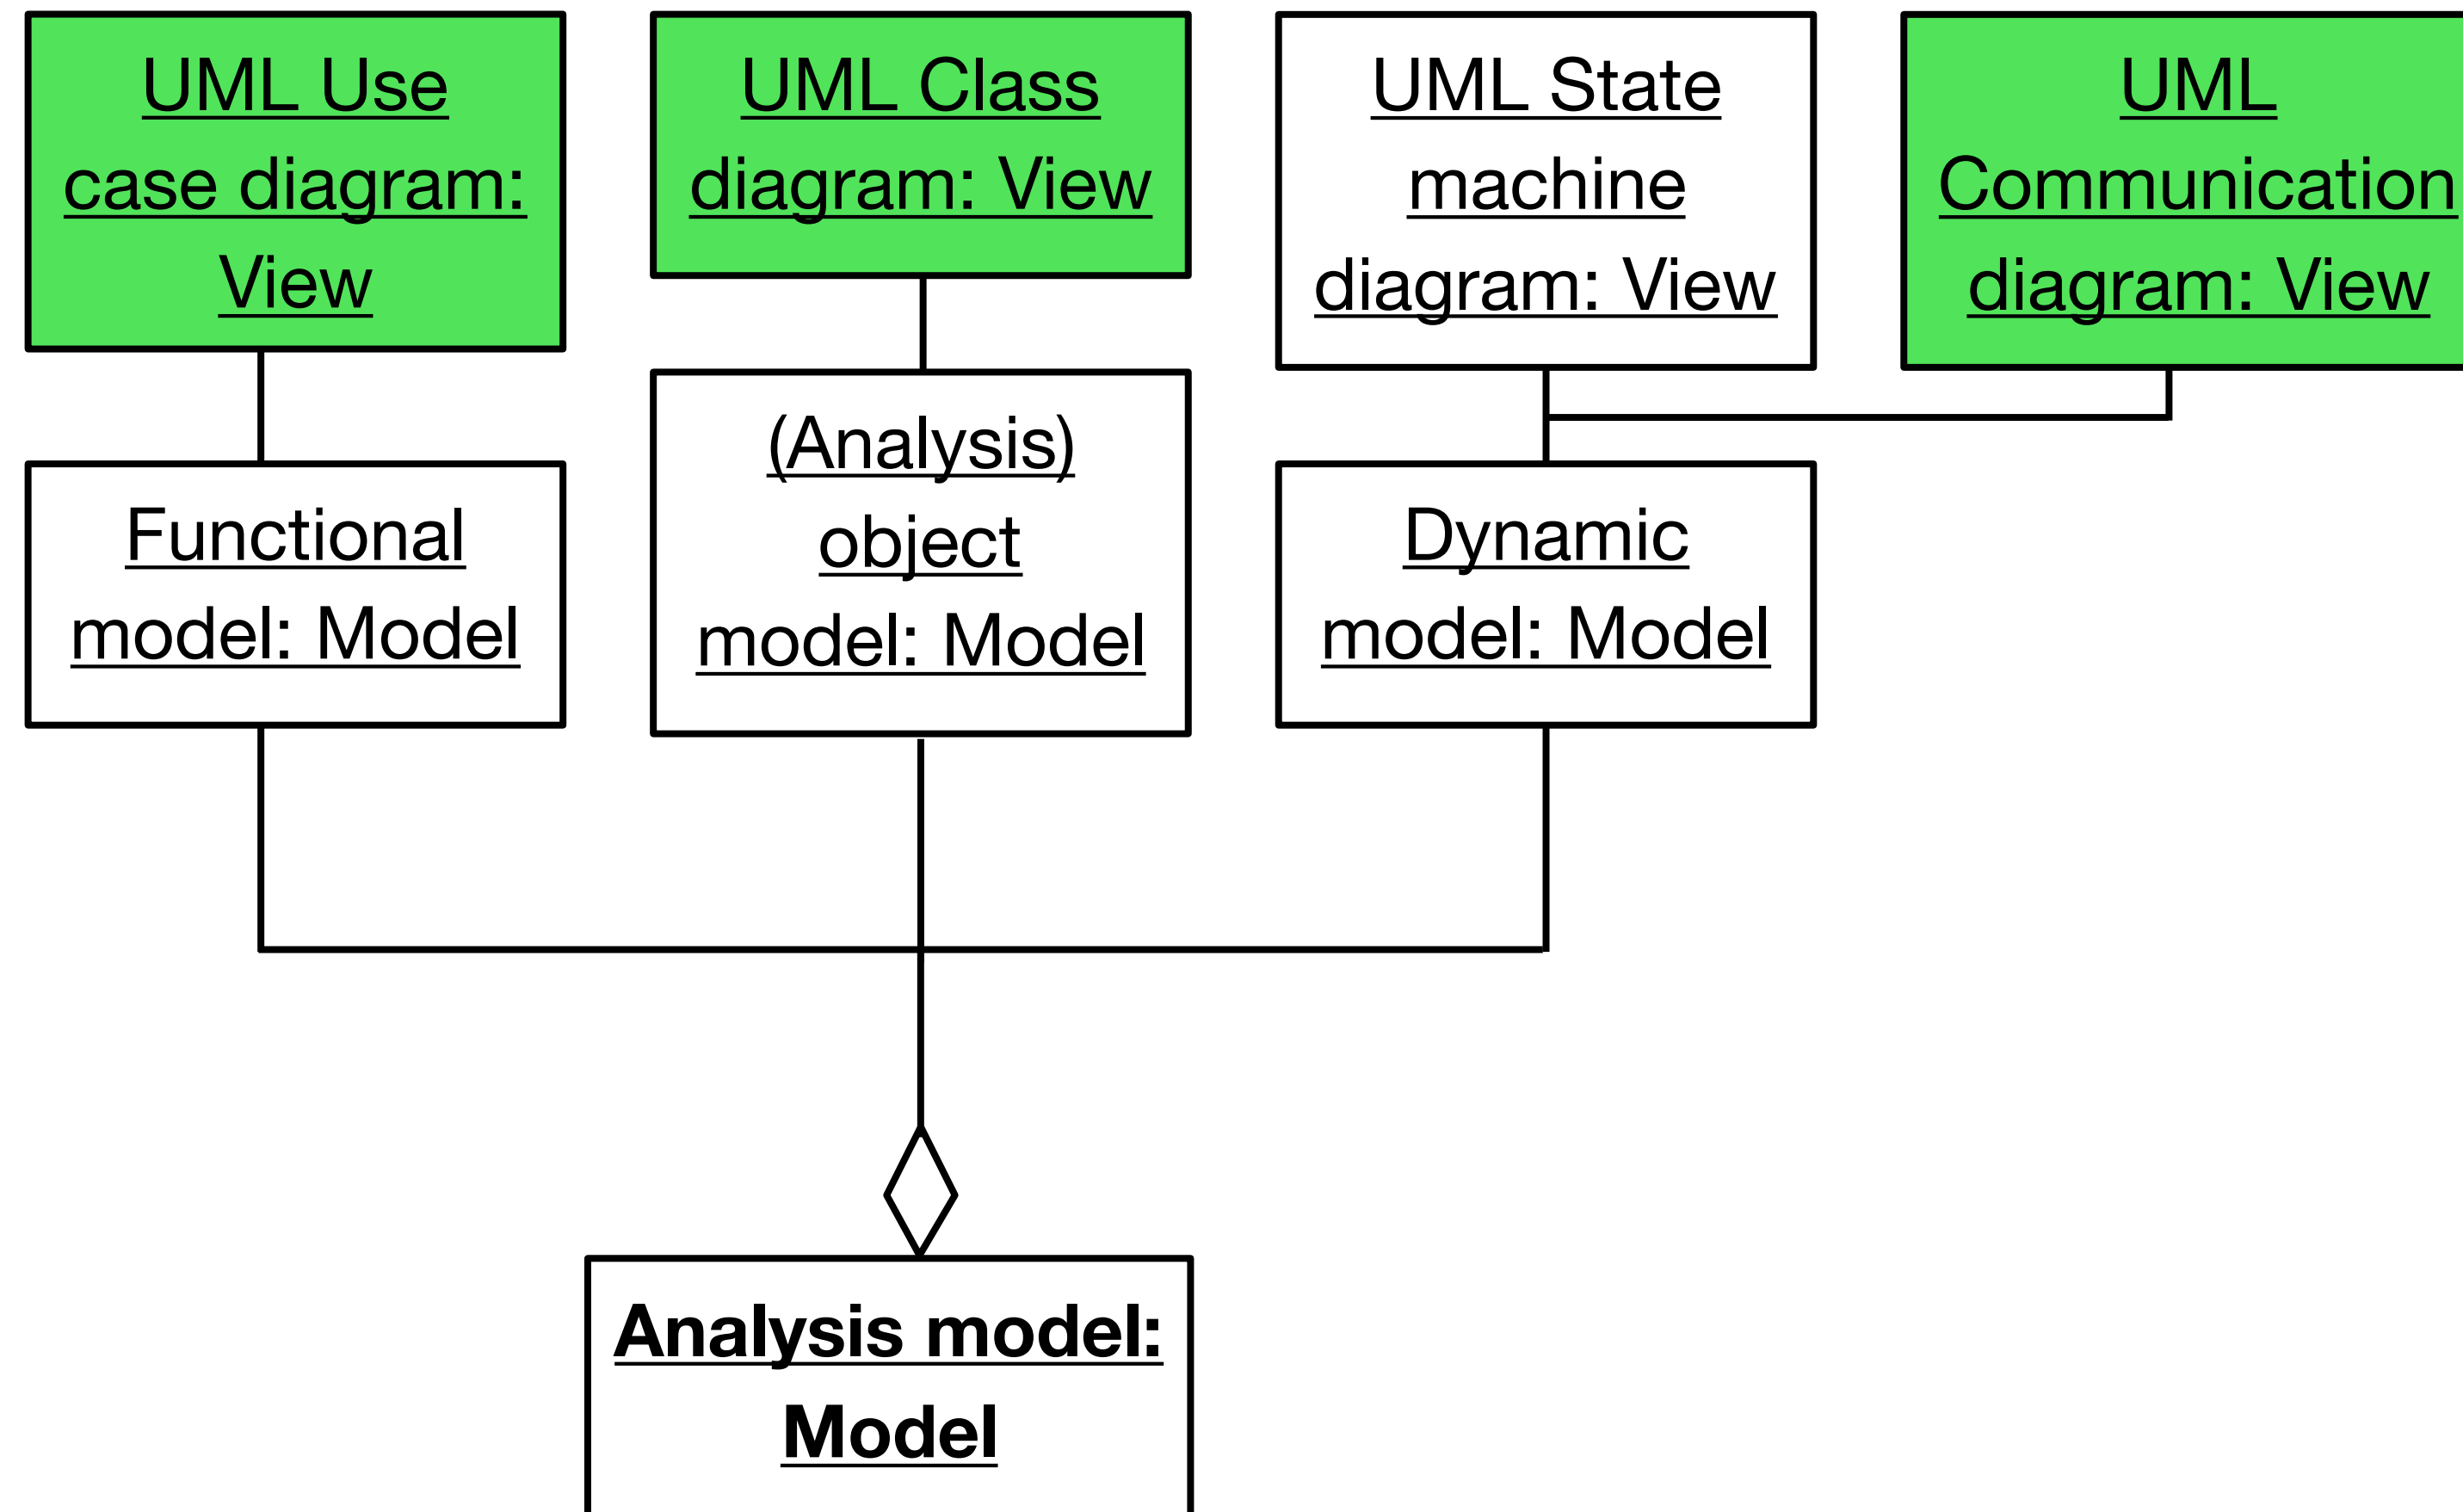 UML Use
case diagram:
View
UML Class
diagram: View
UML State
machine
diagram: View
UML
Communication
diagram: View
Functional
model: Model
(Analysis)
object
model: Model
Dynamic
model: Model
Analysis model:
Model